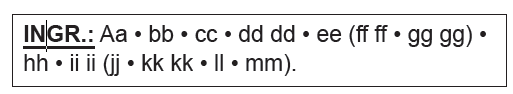 INGR.: Aa • bb • cc • dd dd • ee (ff ff • gg gg) •
hh • ii ii (jj • kk kk • ll • mm).